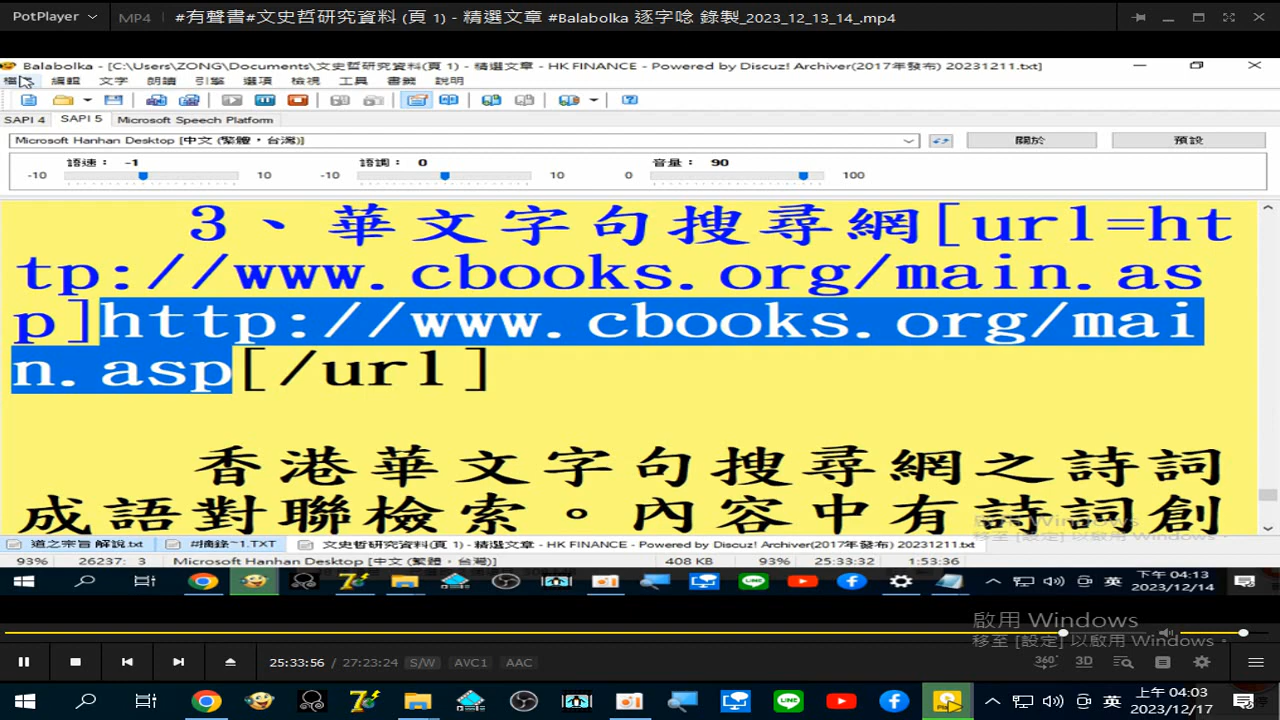 PotPlayer
MP4
#有聲書#文史哲研究資料 (頁 1) - 精選文章 #Balabolka 逐字唸 錄製_2023_12_13_14_.mp4
Balabolka - [C:\Users\ZONG\Documents\文史哲研究資料(頁 1) - 精選文章 - HK FINANCE - Powered by Discuz! Archiver(2017年發布) 20231211.txt]
檔案 編輯 文字 朗讀 引擎 選項 檢視 工具 書籤 說明
SAPI 4 SAPI 5 Microsoft Speech Platform
Microsoft Hanhan Desktop [中文 (繁體，台灣)]
關於
預設
語速： -1 語調： 0 音量： 90
-10 10 -10 10 0 100
3、華文字句搜尋網[url=ht
tp://www.cbooks.org/main.as
p]http://www.cbooks.org/mai
n.asp[/url]
香港華文字句搜尋網之詩詞
成語對聯檢索。內容中有詩詞創
啟用 Windows
移至 [設定] 以啟用 Windows。
道之宗旨 解說.txt #摘錄~1.TXT 文史哲研究資料(頁 1) - 精選文章 - HK FINANCE - Powered by Discuz! Archiver(2017年發布) 20231211.txt
93% 26237: 3 Microsoft Hanhan Desktop [中文 (繁體，台灣)] 408 KB 93% 25:33:32 1:53:36
英
下午 04:13
2023/12/14
啟用 Windows
移至 [設定] 以啟用 Windows。
25:33:56 / 27:23:24 S/W AVC1 AAC
360°
3D
英
上午 04:03
2023/12/17